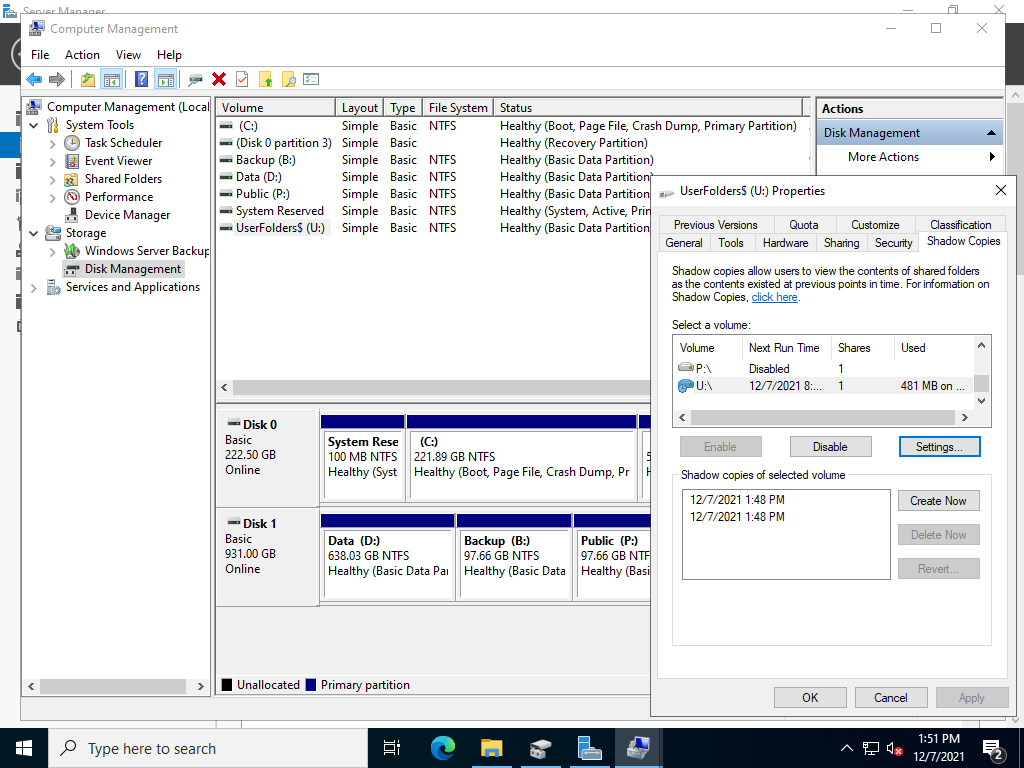 Server Manager
Computer Management
File Action View Help
Computer Management (Local
System Tools
Task Scheduler
Event Viewer
Shared Folders
Performance
Device Manager
Storage
Windows Server Backup
Disk Management
Services and Applications
Volume Layout Type File System Status
(C:) Simple Basic NTFS Healthy (Boot, Page File, Crash Dump, Primary Partition)
(Disk 0 partition 3) Simple Basic Healthy (Recovery Partition)
Backup (B:) Simple Basic NTFS Healthy (Basic Data Partition)
Data (D:) Simple Basic NTFS Healthy (Basic Data Partition)
Public (P:) Simple Basic NTFS Healthy (Basic Data Partition)
System Reserved Simple Basic NTFS Healthy (System, Active, Prin
UserFolders$ (U:) Simple Basic NTFS Healthy (Basic Data Partition)
Actions
Disk Management
More Actions
Disk 0
Basic
222.50 GB
Online
System Rese
100 MB NTFS
Healthy (Syst
(C:)
221.89 GB NTFS
Healthy (Boot, Page File, Crash Dump, Pr
Disk 1
Basic
931.00 GB
Online
Data (D:)
638.03 GB NTFS
Healthy (Basic Data Par
Backup (B:)
97.66 GB NTFS
Healthy (Basic Data
Public (P:)
97.66 GB NTF
Healthy (Basi
Unallocated Primary partition
UserFolders$ (U:) Properties
Previous Versions Quota Customize Classification
General Tools Hardware Sharing Security Shadow Copies
Shadow copies allow users to view the contents of shared folders
as the contents existed at previous points in time. For information on
Shadow Copies, click here.
Select a volume:
Volume Next Run Time Shares Used
P:\ Disabled 1
U:\ 12/7/2021 8:... 1 481 MB on ...
Enable Disable Settings...
Shadow copies of selected volume
12/7/2021 1:48 PM
12/7/2021 1:48 PM
Create Now
Delete Now
Revert...
OK Cancel Apply
Type here to search
1:51 PM
12/7/2021
2